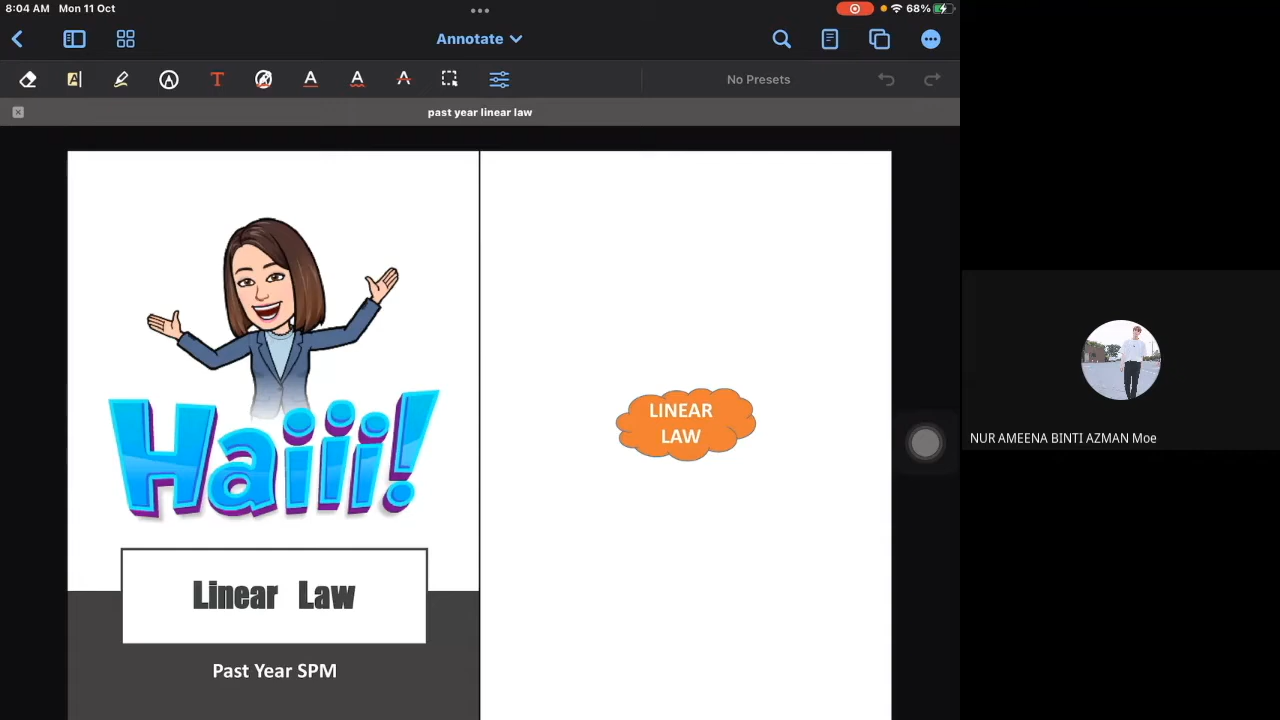 8:04 AM Mon 11 Oct
68%
Annotate
A
A
T
A
A
A
No Presets
past year linear law
Haiii!
LINEAR
LAW
Linear Law
Past Year SPM
NUR AMEENA BINTI AZMAN Moe